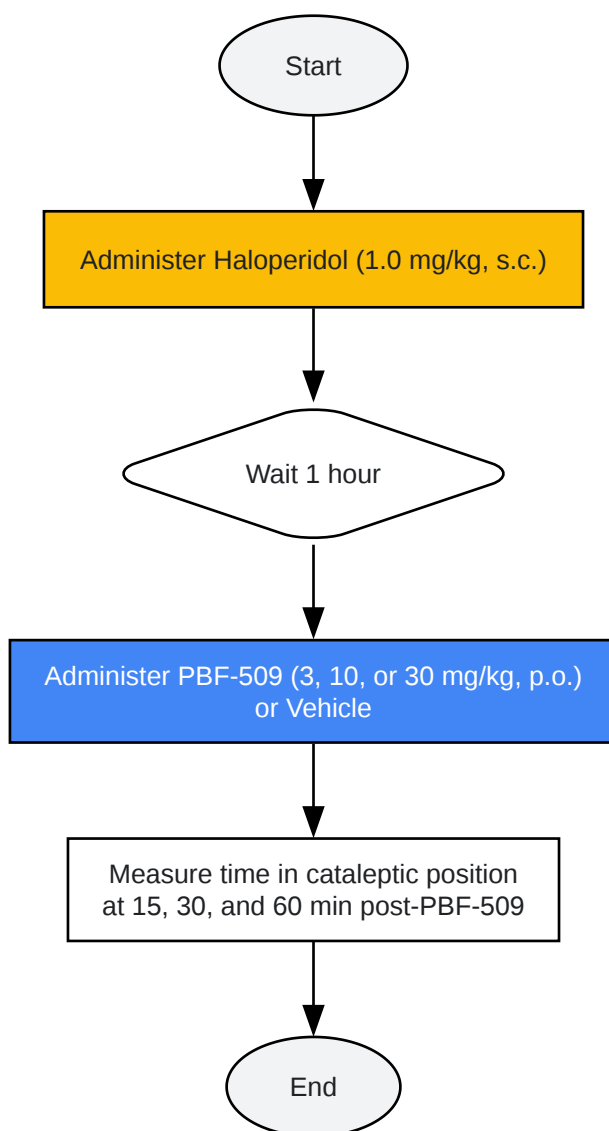 Start
Administer Haloperidol (1.0 mg/kg, s.c.)
Wait 1 hour
Administer PBF-509 (3, 10, or 30 mg/kg, p.o.)
or Vehicle
Measure time in cataleptic position
at 15, 30, and 60 min post-PBF-509
End